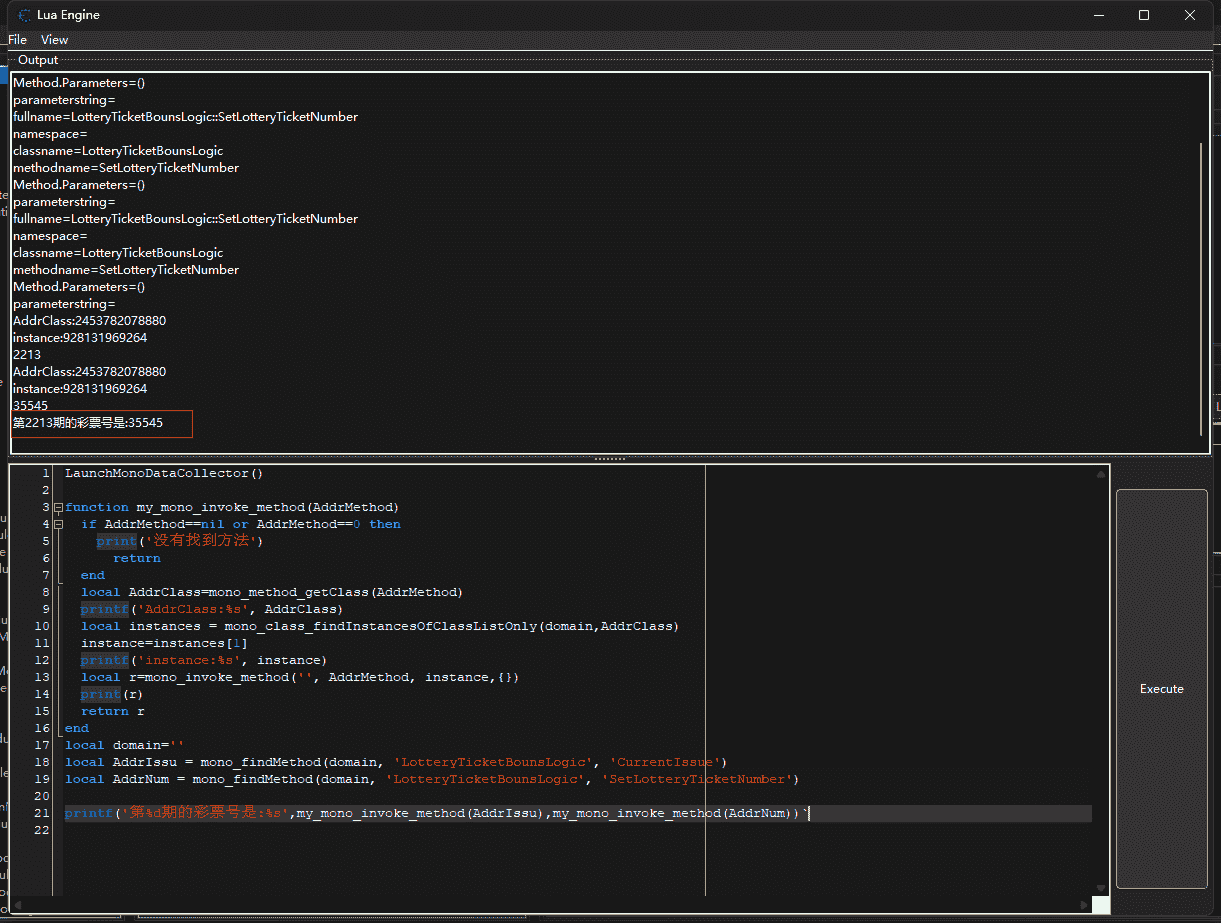 Lua Engine
File View
Output
Method.Parameters=()
parameterstring=
fullname=LotteryTicketBounsLogic::SetLotteryTicketNumber
namespace=
classname=LotteryTicketBounsLogic
methodname=SetLotteryTicketNumber
Method.Parameters=()
parameterstring=
fullname=LotteryTicketBounsLogic::SetLotteryTicketNumber
namespace=
classname=LotteryTicketBounsLogic
methodname=SetLotteryTicketNumber
Method.Parameters=()
parameterstring=
AddrClass:2453782078880
instance:928131969264
2213
AddrClass:2453782078880
instance:928131969264
35545
第2213期的彩票号是:35545
1 LaunchMonoDataCollector()
2
3 function my_mono_invoke_method(AddrMethod)
4 if AddrMethod==nil or AddrMethod==0 then
5 print('没有找到方法')
6 return
7 end
8 local AddrClass=mono_method_getClass(AddrMethod)
9 printf('AddrClass:%s', AddrClass)
10 local instances = mono_class_findInstancesOfClassListOnly(domain,AddrClass)
11 instance=instances[1]
12 printf('instance:%s', instance)
13 local r=mono_invoke_method('', AddrMethod, instance,{})
14 print(r)
15 return r
16 end
17 local domain=''
18 local AddrIssu = mono_findMethod(domain, 'LotteryTicketBounsLogic', 'CurrentIssue')
19 local AddrNum = mono_findMethod(domain, 'LotteryTicketBounsLogic', 'SetLotteryTicketNumber')
20
21 printf('第%d期的彩票号是:%s',my_mono_invoke_method(AddrIssu),my_mono_invoke_method(AddrNum))`
22
Execute